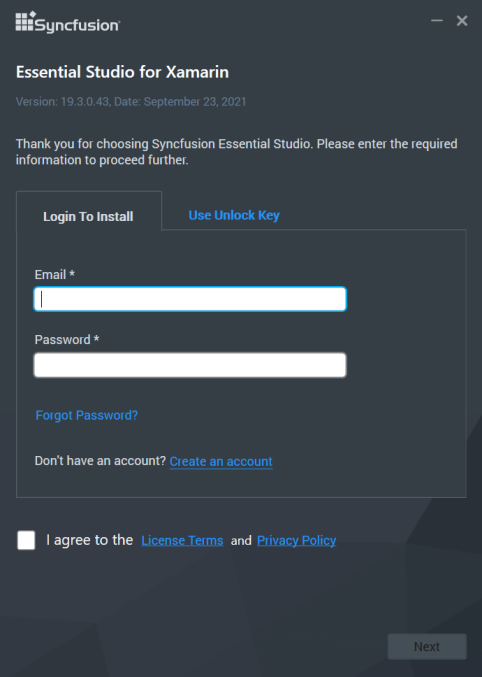 Syncfusion
Essential Studio for Xamarin
Version: 19.3.0.43, Date: September 23, 2021
Thank you for choosing Syncfusion Essential Studio. Please enter the required
information to proceed further.
Login To Install
Use Unlock Key
Email *
Password *
Forgot Password?
Don't have an account? Create an account
I agree to the License Terms and Privacy Policy
Next